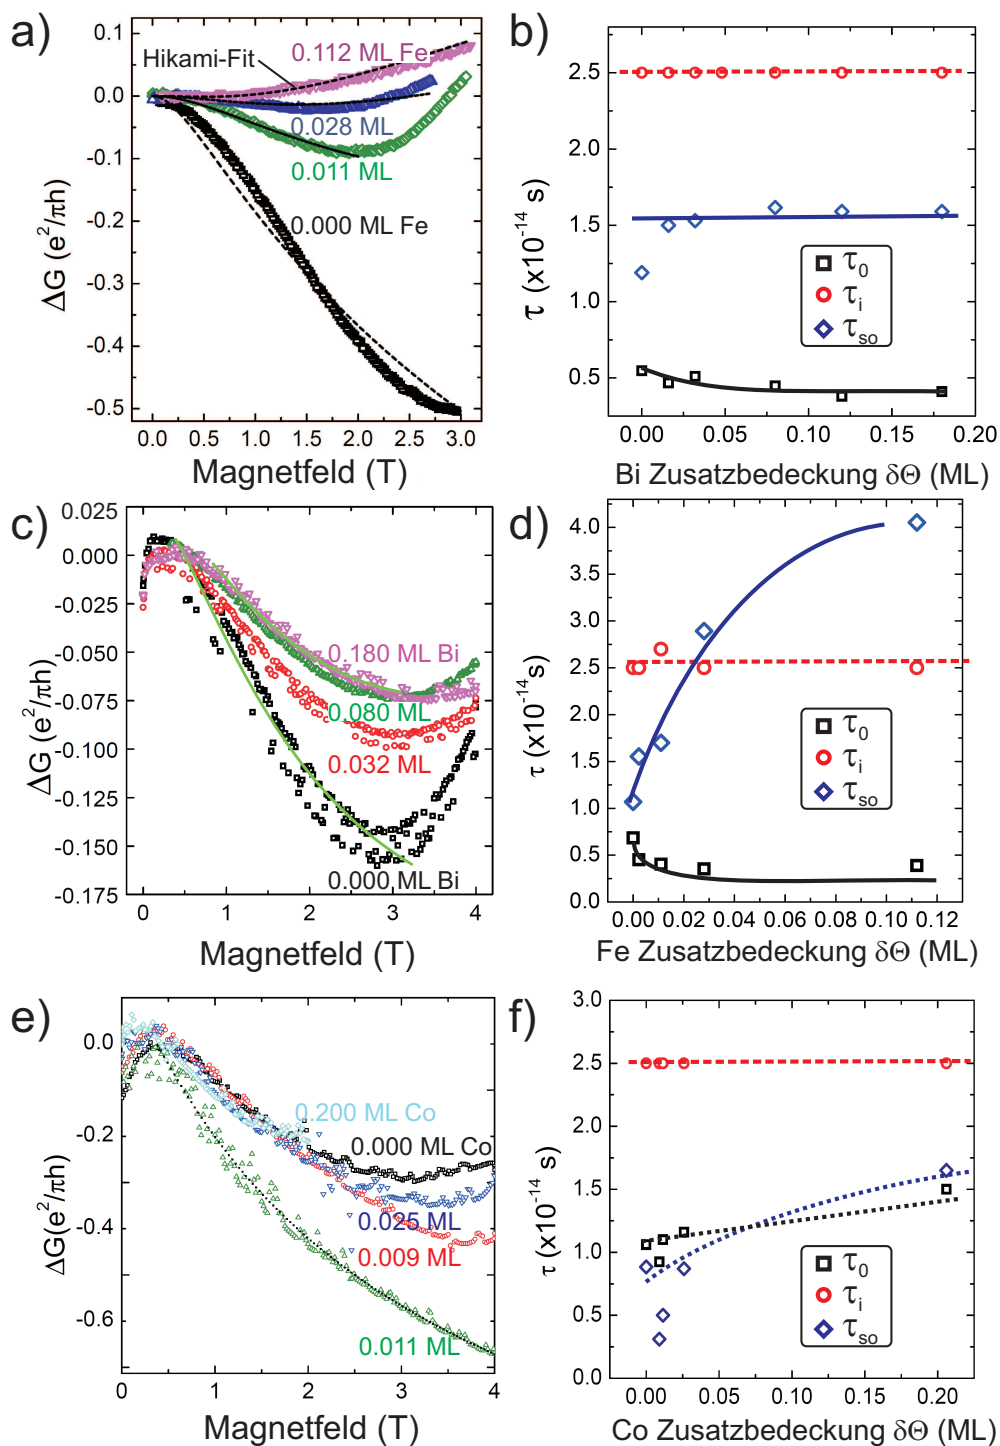 a)
0.1
0.0
-0.1
-0.2
-0.3
-0.4
-0.5
ΔG (e²/πh)
0.112 ML Fe
Hikami-Fit
0.028 ML
0.011 ML
0.000 ML Fe
0.0 0.5 1.0 1.5 2.0 2.5 3.0
Magnetfeld (T)
b)
2.5
2.0
1.5
1.0
0.5
τ (x10⁻¹⁴ s)
τ₀
τᵢ
τₛₒ
0.00 0.05 0.10 0.15 0.20
Bi Zusatzbedeckung δΘ (ML)
c)
0.025
0.000
-0.025
-0.050
-0.075
-0.100
-0.125
-0.150
-0.175
ΔG (e²/πh)
0.180 ML Bi
0.080 ML
0.032 ML
0.000 ML Bi
0 1 2 3 4
Magnetfeld (T)
d)
4.0
3.5
3.0
2.5
2.0
1.5
1.0
0.5
0.0
τ (x10⁻¹⁴ s)
τ₀
τᵢ
τₛₒ
0.00 0.02 0.04 0.06 0.08 0.10 0.12
Fe Zusatzbedeckung δΘ (ML)
e)
0.0
-0.2
-0.4
-0.6
ΔG(e²/πh)
0.200 ML Co
0.000 ML Co
0.025 ML
0.009 ML
0.011 ML
0 1 2 3 4
Magnetfeld (T)
f)
3.0
2.5
2.0
1.5
1.0
0.5
0.0
τ (x10⁻¹⁴ s)
τ₀
τᵢ
τₛₒ
0.00 0.05 0.10 0.15 0.20
Co Zusatzbedeckung δΘ (ML)